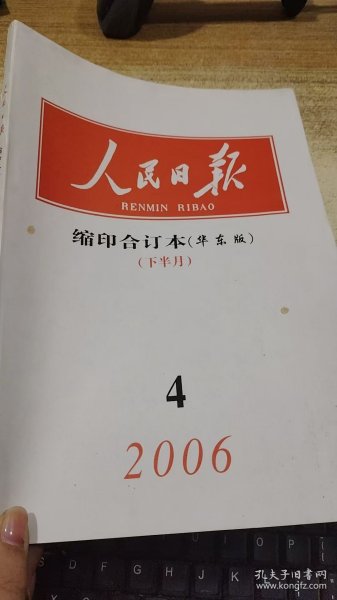 人民日报
RENMIN RIBAO
缩印合订本(华东版)
(下半月)
4
2006
S D F G H J K
孔夫子旧书网
www.kongfz.com